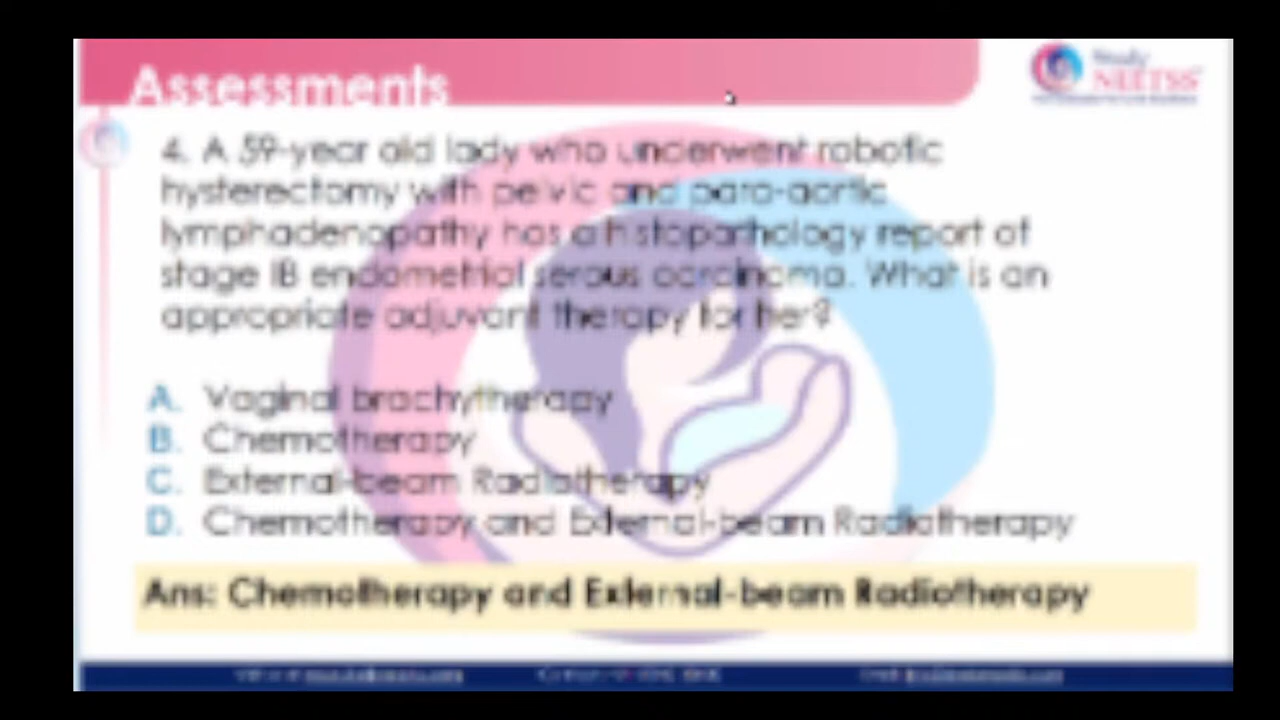 Assessments
Study
NEETSS
4. A 59-year old lady who underwent robotic
hysterectomy with pelvic and para-aortic
lymphadenopathy has a histopathology report of
stage IB endometrial serous carcinoma. What is an
appropriate adjuvant therapy for her?
A. Vaginal brachytherapy
B. Chemotherapy
C. External-beam Radiotherapy
D. Chemotherapy and External-beam Radiotherapy
Ans: Chemotherapy and External-beam Radiotherapy